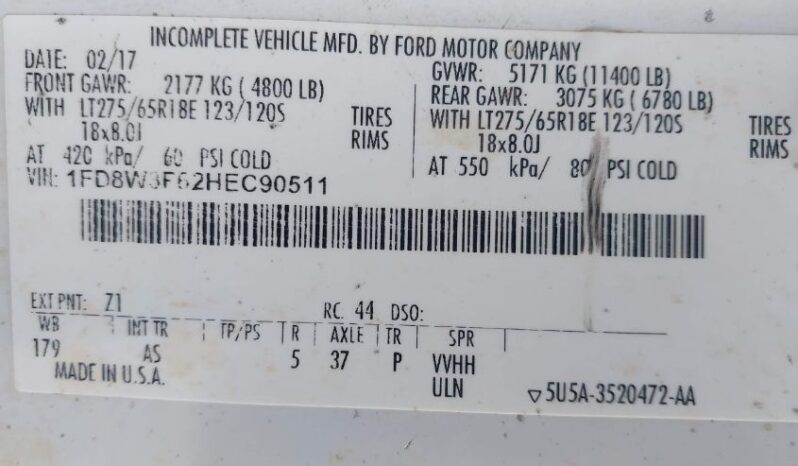 INCOMPLETE VEHICLE MFD. BY FORD MOTOR COMPANY
DATE: 02/17
GVWR: 5171 KG (11400 LB)
FRONT GAWR: 2177 KG ( 4800 LB)
REAR GAWR: 3075 KG ( 6780 LB)
WITH LT275/65R18E 123/120S TIRES
WITH LT275/65R18E 123/120S TIRES
18x8.0J RIMS
18x8.0J RIMS
AT 420 kPa/ 60 PSI COLD
AT 550 kPa/ 80 PSI COLD
VIN: 1FD8W3F62HEC90511
EXT PNT: Z1 RC: 44 DSO:
WB INT TR TP/PS R AXLE TR SPR
179 AS 5 37 P VVHH
MADE IN U.S.A. ULN
5U5A-3520472-AA